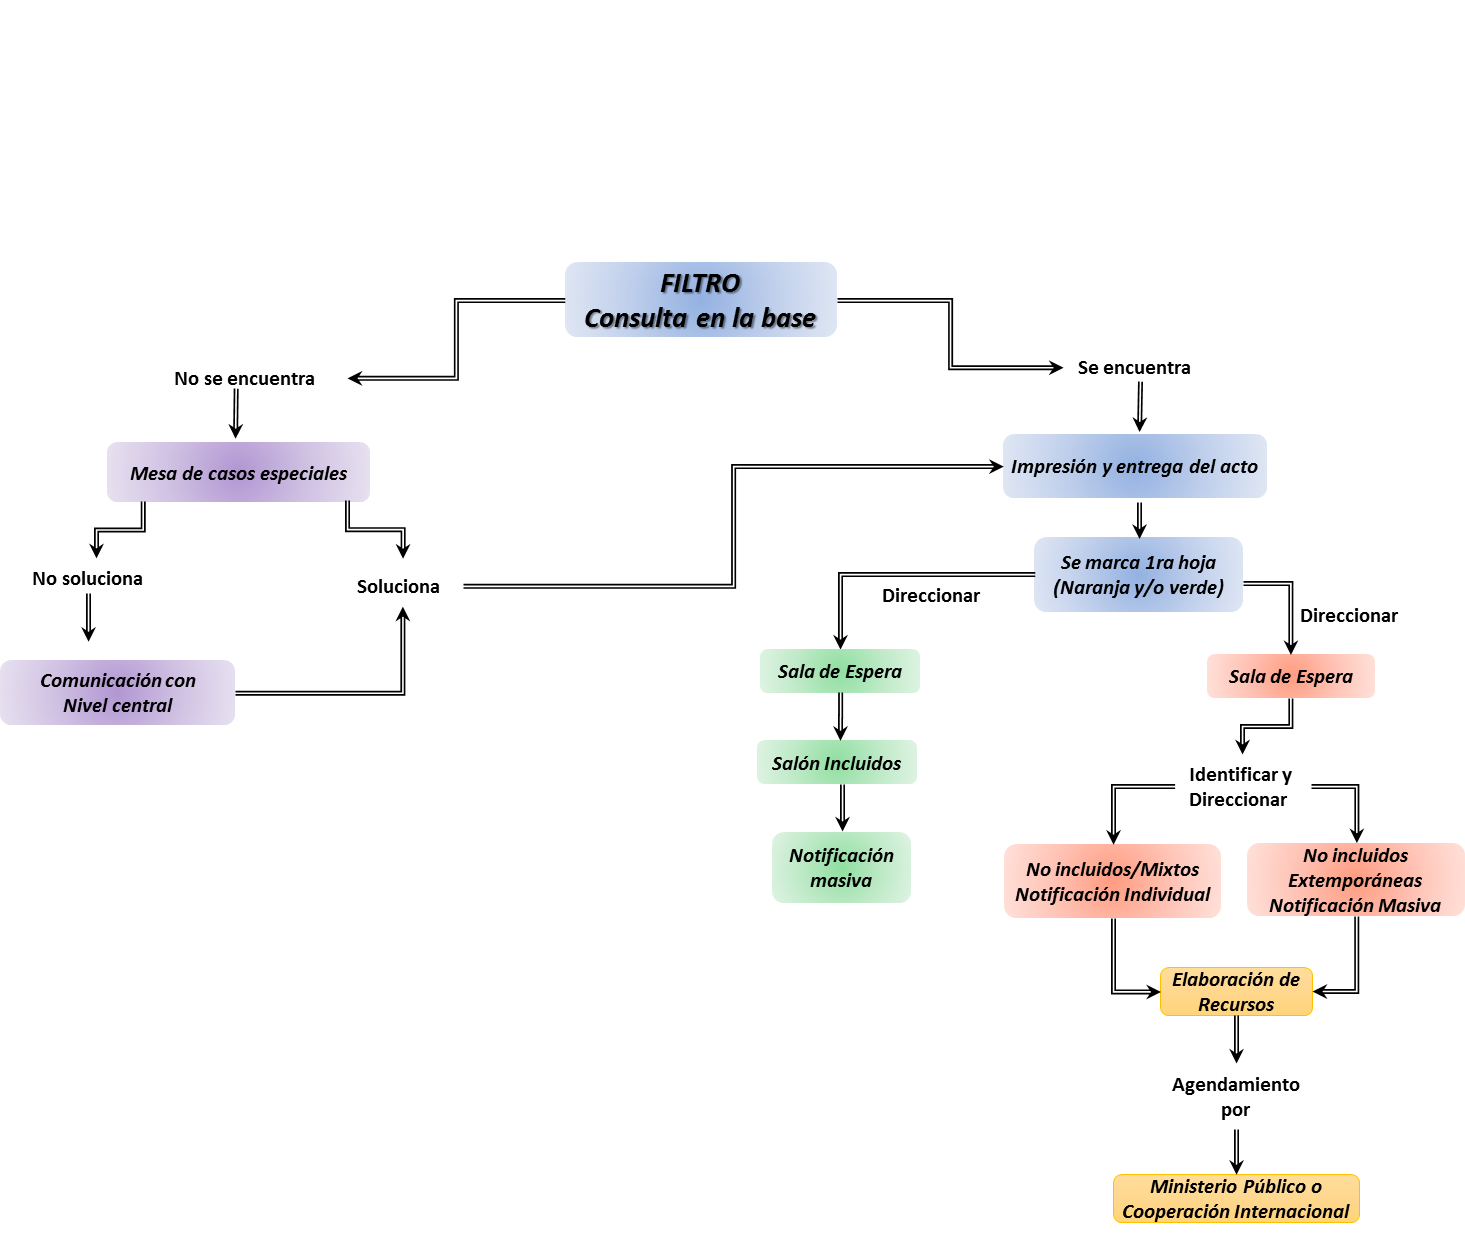 FILTRO
Consulta en la base
No se encuentra
Se encuentra
Mesa de casos especiales
Impresión y entrega del acto
No soluciona
Soluciona
Se marca 1ra hoja
(Naranja y/o verde)
Direccionar
Direccionar
Comunicación con
Nivel central
Sala de Espera
Sala de Espera
Salón Incluidos
Identificar y
Direccionar
Notificación
masiva
No incluidos/Mixtos
Notificación Individual
No incluidos
Extemporáneas
Notificación Masiva
Elaboración de
Recursos
Agendamiento
por
Ministerio Público o
Cooperación Internacional